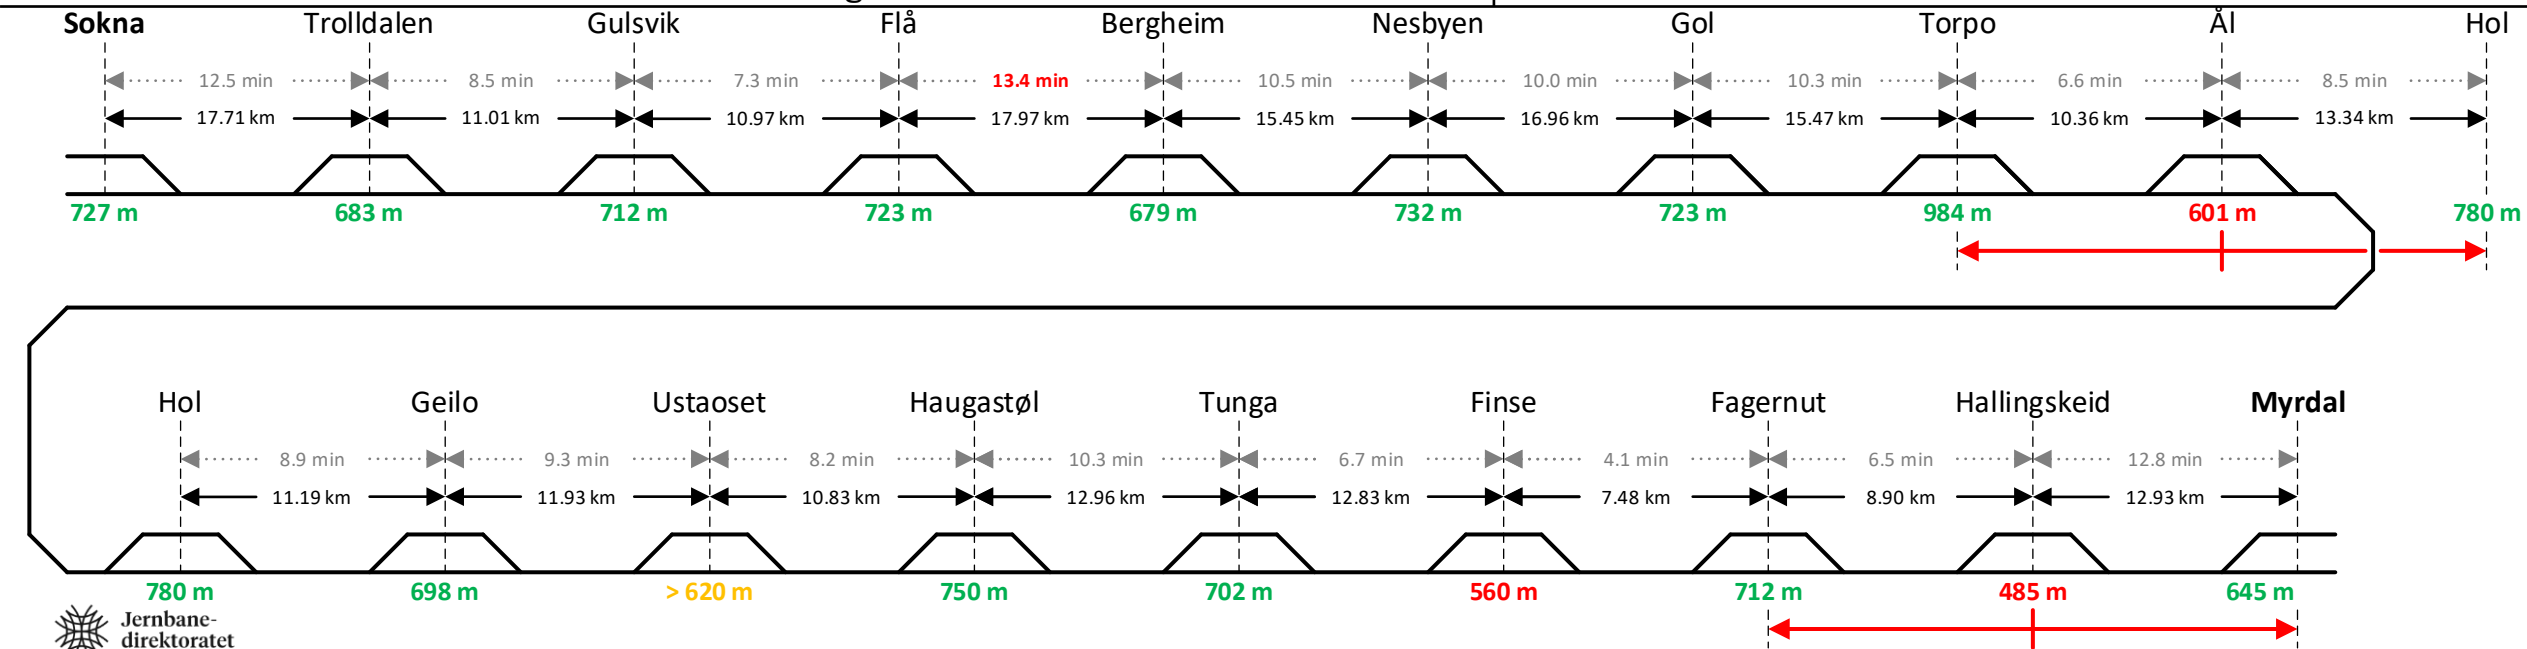 Sokna Trolldalen Gulsvik Flå Bergheim Nesbyen Gol Torpo Ål Hol
12.5 min 8.5 min 7.3 min 13.4 min 10.5 min 10.0 min 10.3 min 6.6 min 8.5 min
17.71 km 11.01 km 10.97 km 17.97 km 15.45 km 16.96 km 15.47 km 10.36 km 13.34 km
727 m 683 m 712 m 723 m 679 m 732 m 723 m 984 m 601 m 780 m
Hol Geilo Ustaoset Haugastøl Tunga Finse Fagernut Hallingskeid Myrdal
8.9 min 9.3 min 8.2 min 10.3 min 6.7 min 4.1 min 6.5 min 12.8 min
11.19 km 11.93 km 10.83 km 12.96 km 12.83 km 7.48 km 8.90 km 12.93 km
780 m 698 m > 620 m 750 m 702 m 560 m 712 m 485 m 645 m
Jernbane-
direktoratet